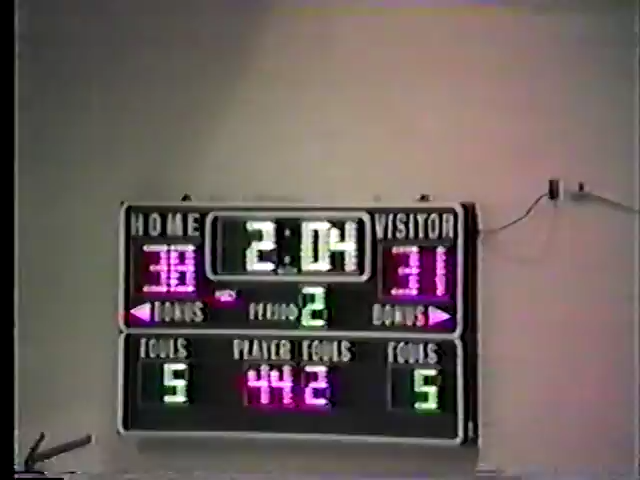 HOME 2:04 VISITOR
38 31
BONUS PERIOD 2 BONUS
FOULS PLAYER FOULS FOULS
5 44 2 5